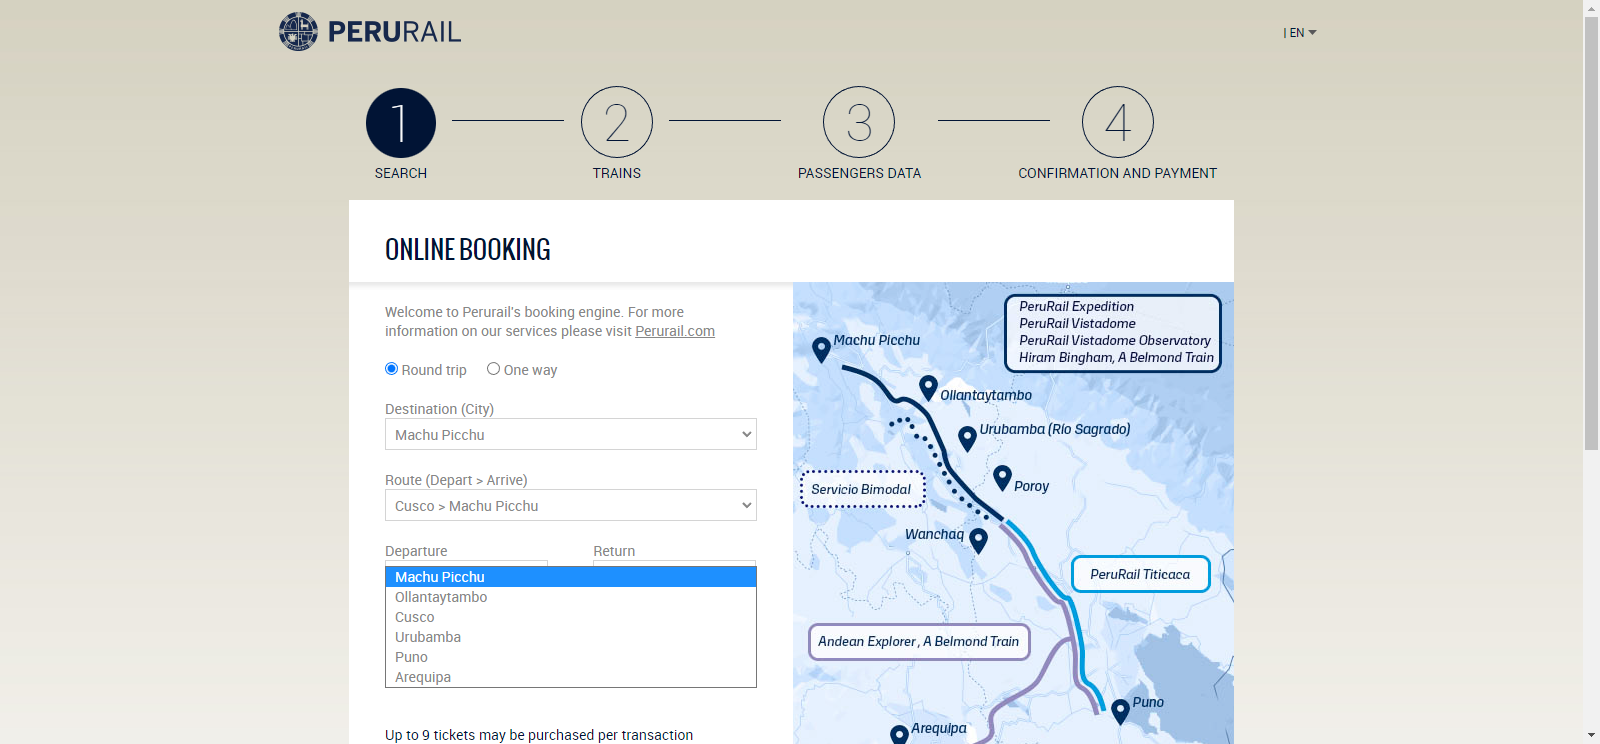 PERURAIL
| EN
1
2
3
4
SEARCH
TRAINS
PASSENGERS DATA
CONFIRMATION AND PAYMENT
ONLINE BOOKING
Welcome to Perurail's booking engine. For more
information on our services please visit Perurail.com
Round trip
One way
Destination (City)
Machu Picchu
Route (Depart > Arrive)
Cusco > Machu Picchu
Departure
Return
Machu Picchu
Ollantaytambo
Cusco
Urubamba
Puno
Arequipa
Up to 9 tickets may be purchased per transaction
PeruRail Expedition
PeruRail Vistadome
PeruRail Vistadome Observatory
Hiram Bingham, A Belmond Train
Machu Picchu
Ollantaytambo
Urubamba (Río Sagrado)
Poroy
Servicio Bimodal
Wanchaq
PeruRail Titicaca
Andean Explorer , A Belmond Train
Puno
Arequipa